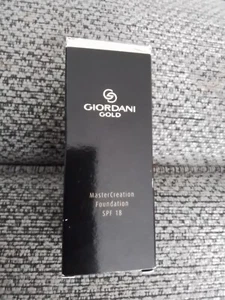 GIORDANI
GOLD
MasterCreation
Foundation
SPF 18